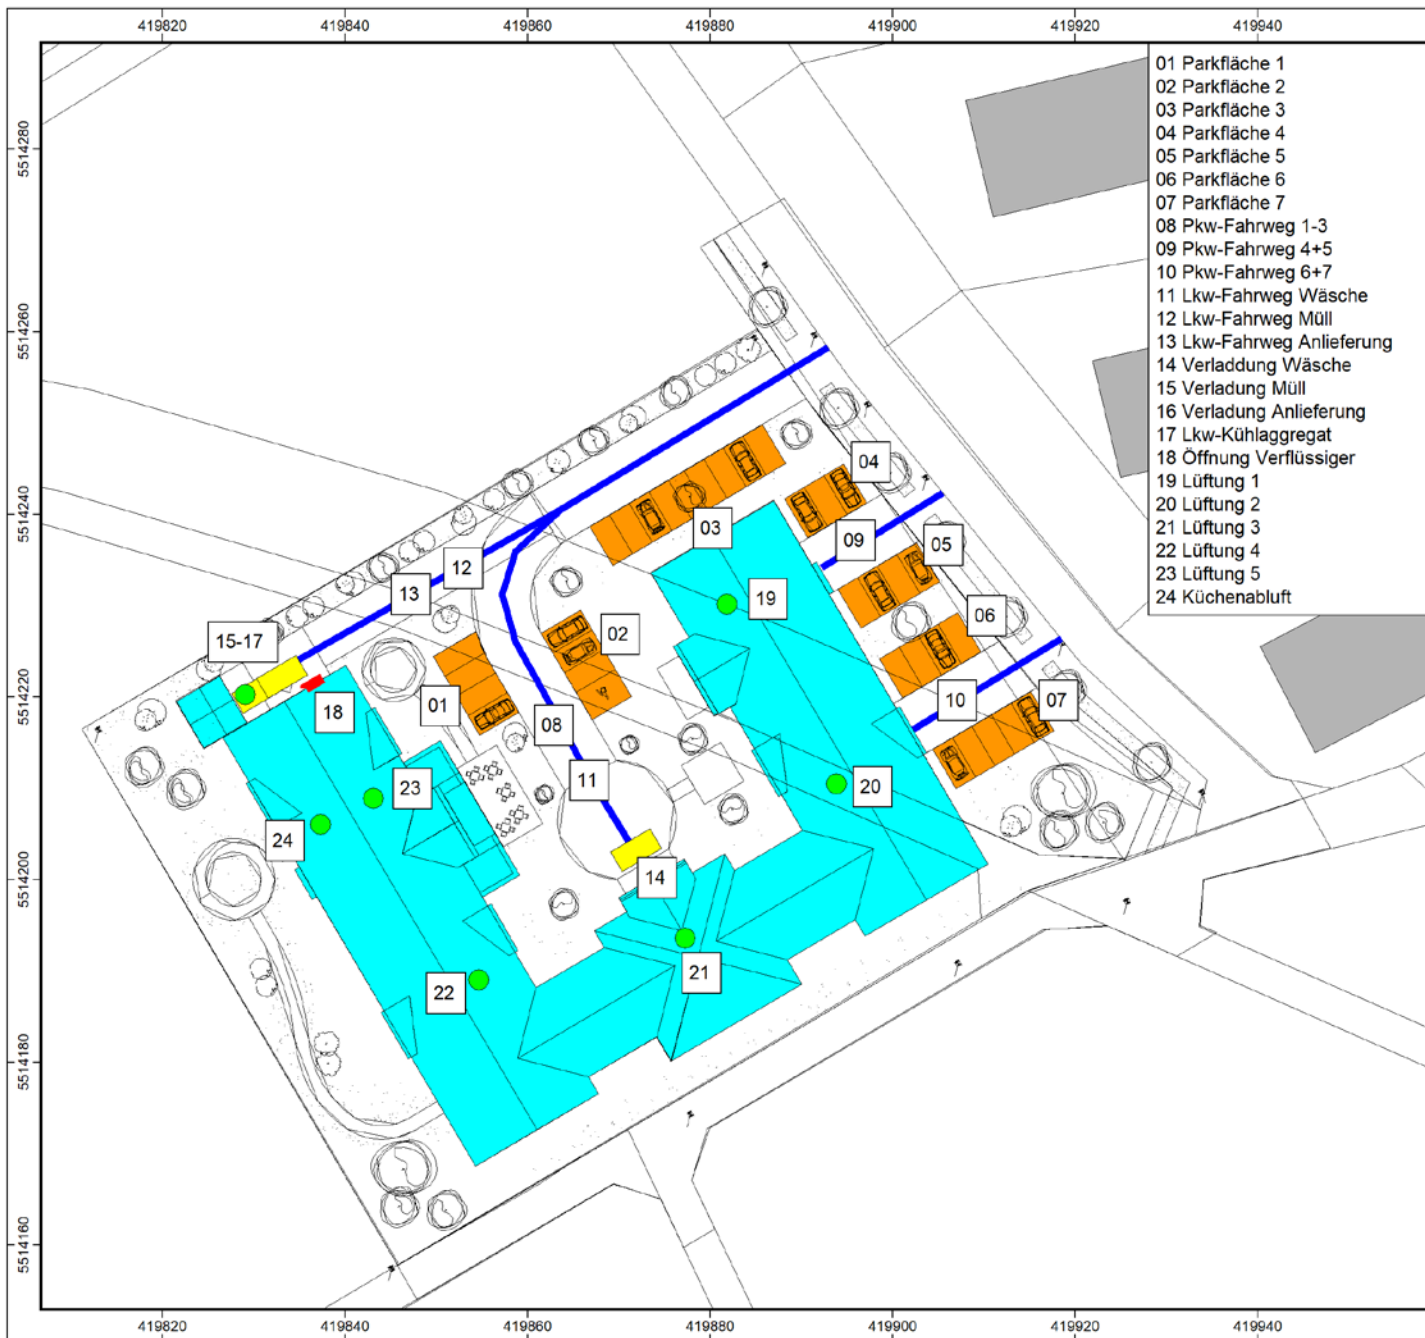 419820 419840 419860 419880 419900 419920 419940
5514280
5514260
5514240
5514220
5514200
5514180
5514160
01 Parkfläche 1
02 Parkfläche 2
03 Parkfläche 3
04 Parkfläche 4
05 Parkfläche 5
06 Parkfläche 6
07 Parkfläche 7
08 Pkw-Fahrweg 1-3
09 Pkw-Fahrweg 4+5
10 Pkw-Fahrweg 6+7
11 Lkw-Fahrweg Wäsche
12 Lkw-Fahrweg Müll
13 Lkw-Fahrweg Anlieferung
14 Verladdung Wäsche
15 Verladung Müll
16 Verladung Anlieferung
17 Lkw-Kühlaggregat
18 Öffnung Verflüssiger
19 Lüftung 1
20 Lüftung 2
21 Lüftung 3
22 Lüftung 4
23 Lüftung 5
24 Küchenabluft
04
03
09
05
12
13
19
06
02
15-17
10
07
01
18
08
11
23
20
24
14
21
22
419820 419840 419860 419880 419900 419920 419940